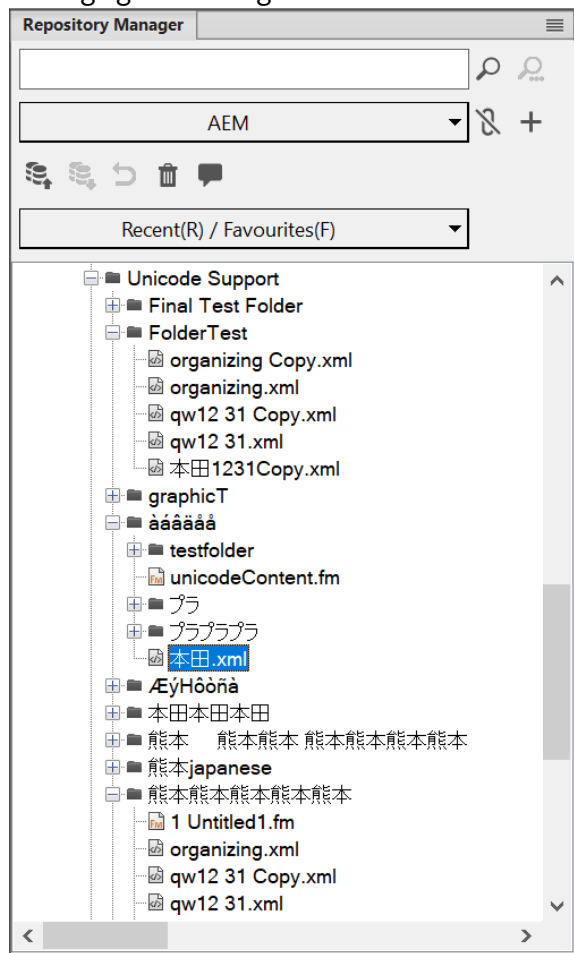 Repository Manager
AEM
Recent(R) / Favourites(F)
Unicode Support
Final Test Folder
FolderTest
organizing Copy.xml
organizing.xml
qw12 31 Copy.xml
qw12 31.xml
本田1231Copy.xml
graphicT
àáâäåå
testfolder
unicodeContent.fm
プラ
プラプラプラ
本田.xml
ÆýHôòñà
本田本田本田
熊本　熊本熊本 熊本熊本熊本熊本
熊本japanese
熊本熊本熊本熊本熊本
1 Untitled1.fm
organizing.xml
qw12 31 Copy.xml
qw12 31.xml